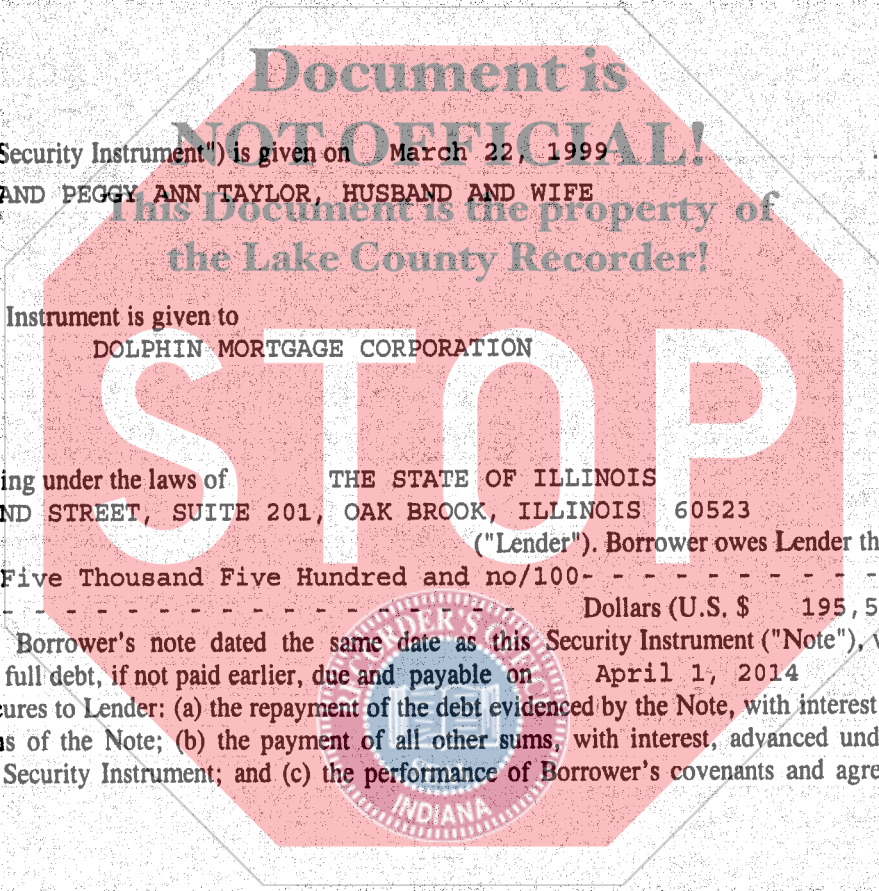 Document is
NOT OFFICIAL!
Security Instrument") is given on March 22, 1999
AND PEGGY ANN TAYLOR, HUSBAND AND WIFE
This Document is the property of
the Lake County Recorder!
Instrument is given to
DOLPHIN MORTGAGE CORPORATION
STOP
ing under the laws of THE STATE OF ILLINOIS
ND STREET, SUITE 201, OAK BROOK, ILLINOIS 60523
("Lender"). Borrower owes Lender th
Five Thousand Five Hundred and no/100- - - - - - - - - - -
- - - - - - - - - - - - - - - - - - - Dollars (U.S. $ 195,5
Borrower's note dated the same date as this Security Instrument ("Note"), w
full debt, if not paid earlier, due and payable on April 1, 2014
cures to Lender: (a) the repayment of the debt evidenced by the Note, with interest
s of the Note; (b) the payment of all other sums, with interest, advanced und
Security Instrument; and (c) the performance of Borrower's covenants and agre
RECORDER'S OFFICE
INDIANA